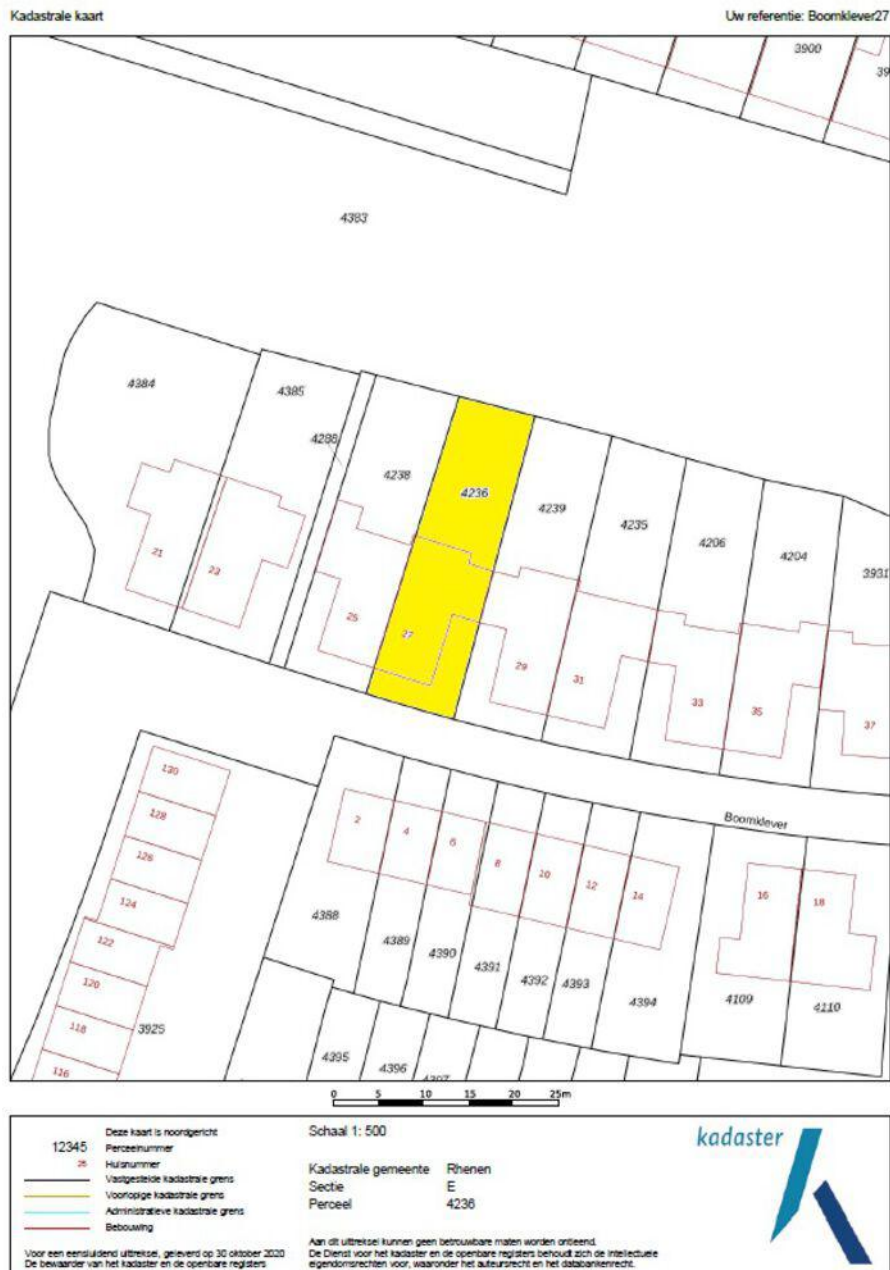 Kadastrale kaart
Uw referentie: Boomklever27
3900
39
4383
4384
4385
4288
4238
4236
4239
4235
4206
4204
3931
21
23
25
27
29
31
33
35
37
Boomklever
130
128
126
124
122
120
118
116
3925
2
4
6
8
10
12
14
16
18
4388
4389
4390
4391
4392
4393
4394
4109
4110
4395
4396
4397
0 5 10 15 20 25m
Deze kaart is noordgericht
12345 Perceelnummer
25 Huisnummer
Vastgestelde kadastrale grens
Voorlopige kadastrale grens
Administratieve kadastrale grens
Bebouwing
Voor een eensluidend uittreksel, geleverd op 30 oktober 2020
De bewaarder van het kadaster en de openbare registers
Schaal 1: 500
Kadastrale gemeente Rhenen
Sectie E
Perceel 4236
Aan dit uittreksel kunnen geen betrouwbare maten worden ontleend.
De Dienst voor het kadaster en de openbare registers behoudt zich de intellectuele
eigendomsrechten voor, waaronder het auteursrecht en het databankenrecht.
kadaster